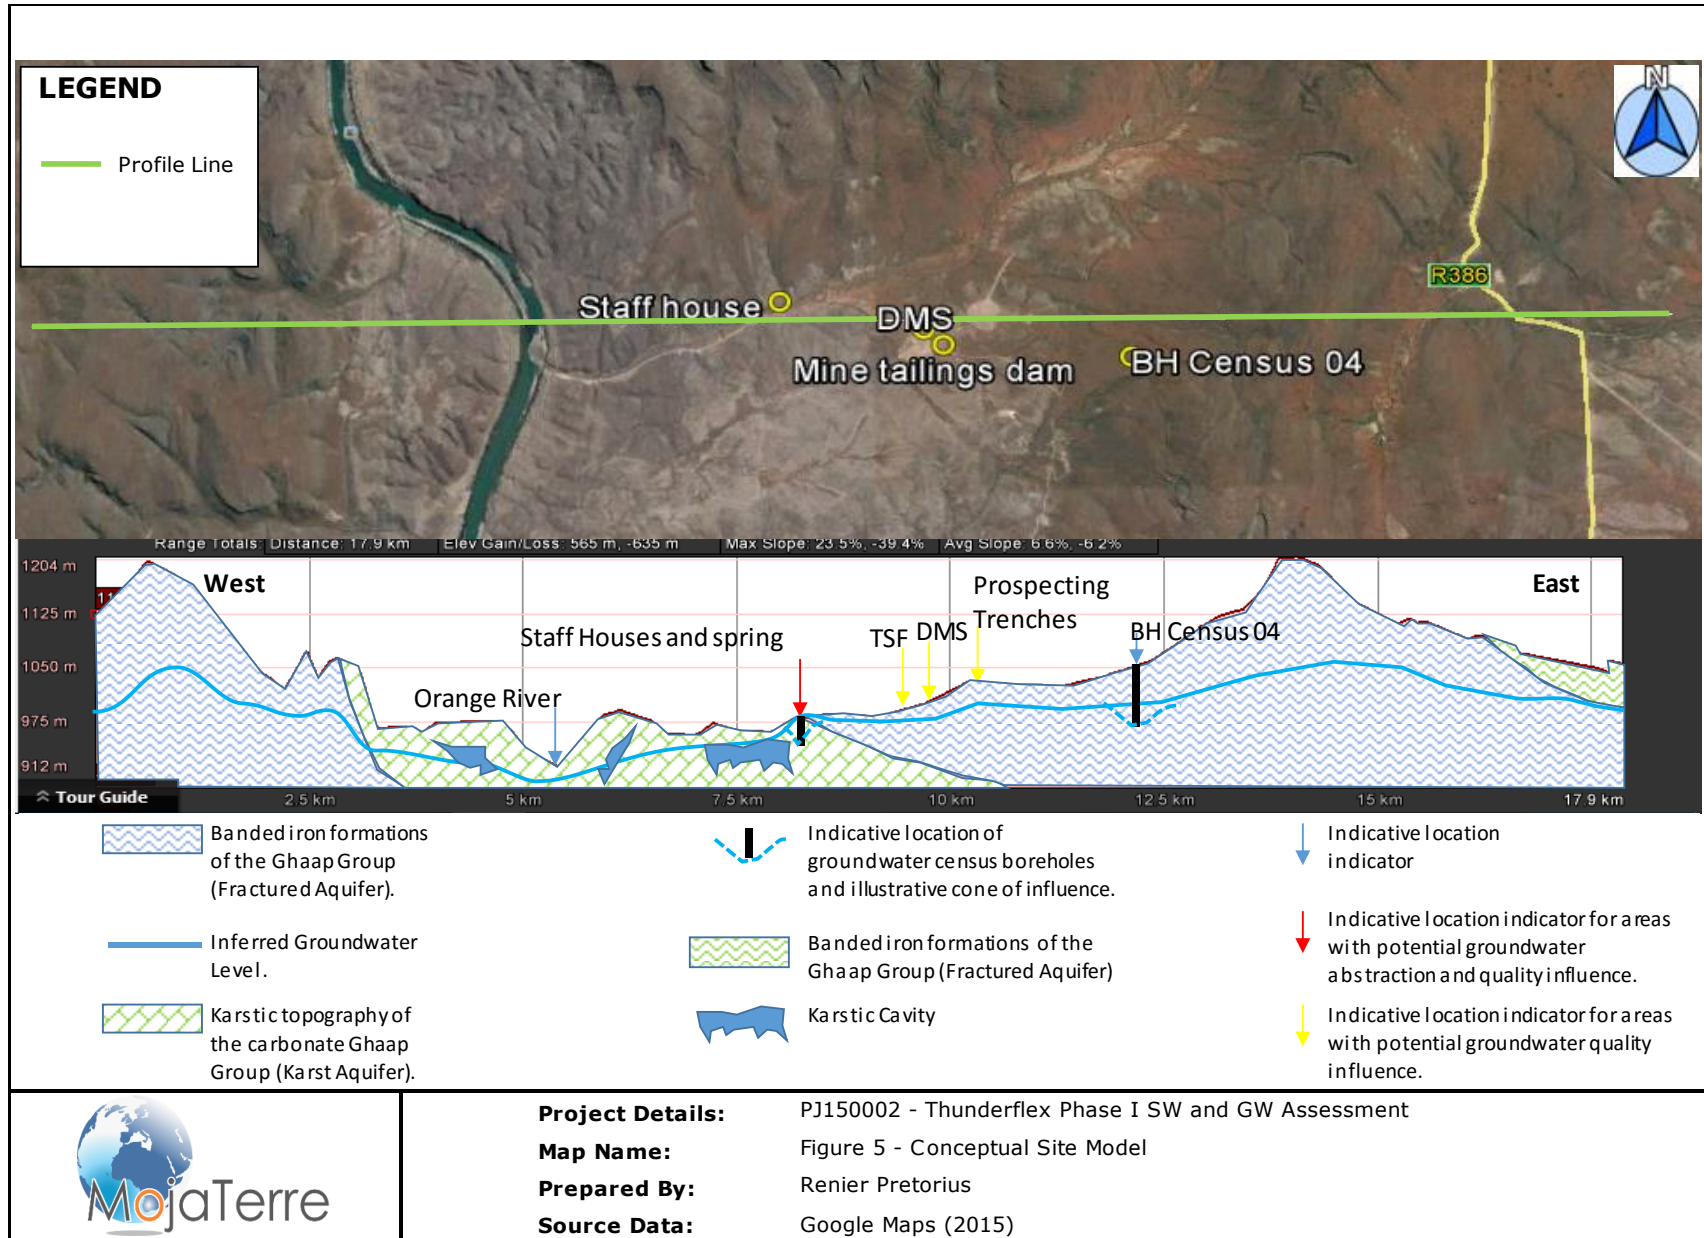 LEGEND
Profile Line
N
R386
Staff house
DMS
Mine tailings dam
BH Census 04
Range Totals: Distance: 17.9 km Elev Gain/Loss: 565 m, -635 m Max Slope: 23.5%, -39.4% Avg Slope: 6.6%, -6.2%
1204 m
1125 m
1050 m
975 m
912 m
11
West
East
Prospecting
Trenches
Staff Houses and spring
TSF
DMS
BH Census 04
Orange River
Tour Guide
2.5 km
5 km
7.5 km
10 km
12.5 km
15 km
17.9 km
Banded iron formations
of the Ghaap Group
(Fractured Aquifer).
Inferred Groundwater
Level.
Karstic topography of
the carbonate Ghaap
Group (Karst Aquifer).
Indicative location of
groundwater census boreholes
and illustrative cone of influence.
Banded iron formations of the
Ghaap Group (Fractured Aquifer)
Karstic Cavity
Indicative location
indicator
Indicative location indicator for areas
with potential groundwater
abstraction and quality influence.
Indicative location indicator for areas
with potential groundwater quality
influence.
MojaTerre
Project Details: PJ150002 - Thunderflex Phase I SW and GW Assessment
Map Name: Figure 5 - Conceptual Site Model
Prepared By: Renier Pretorius
Source Data: Google Maps (2015)